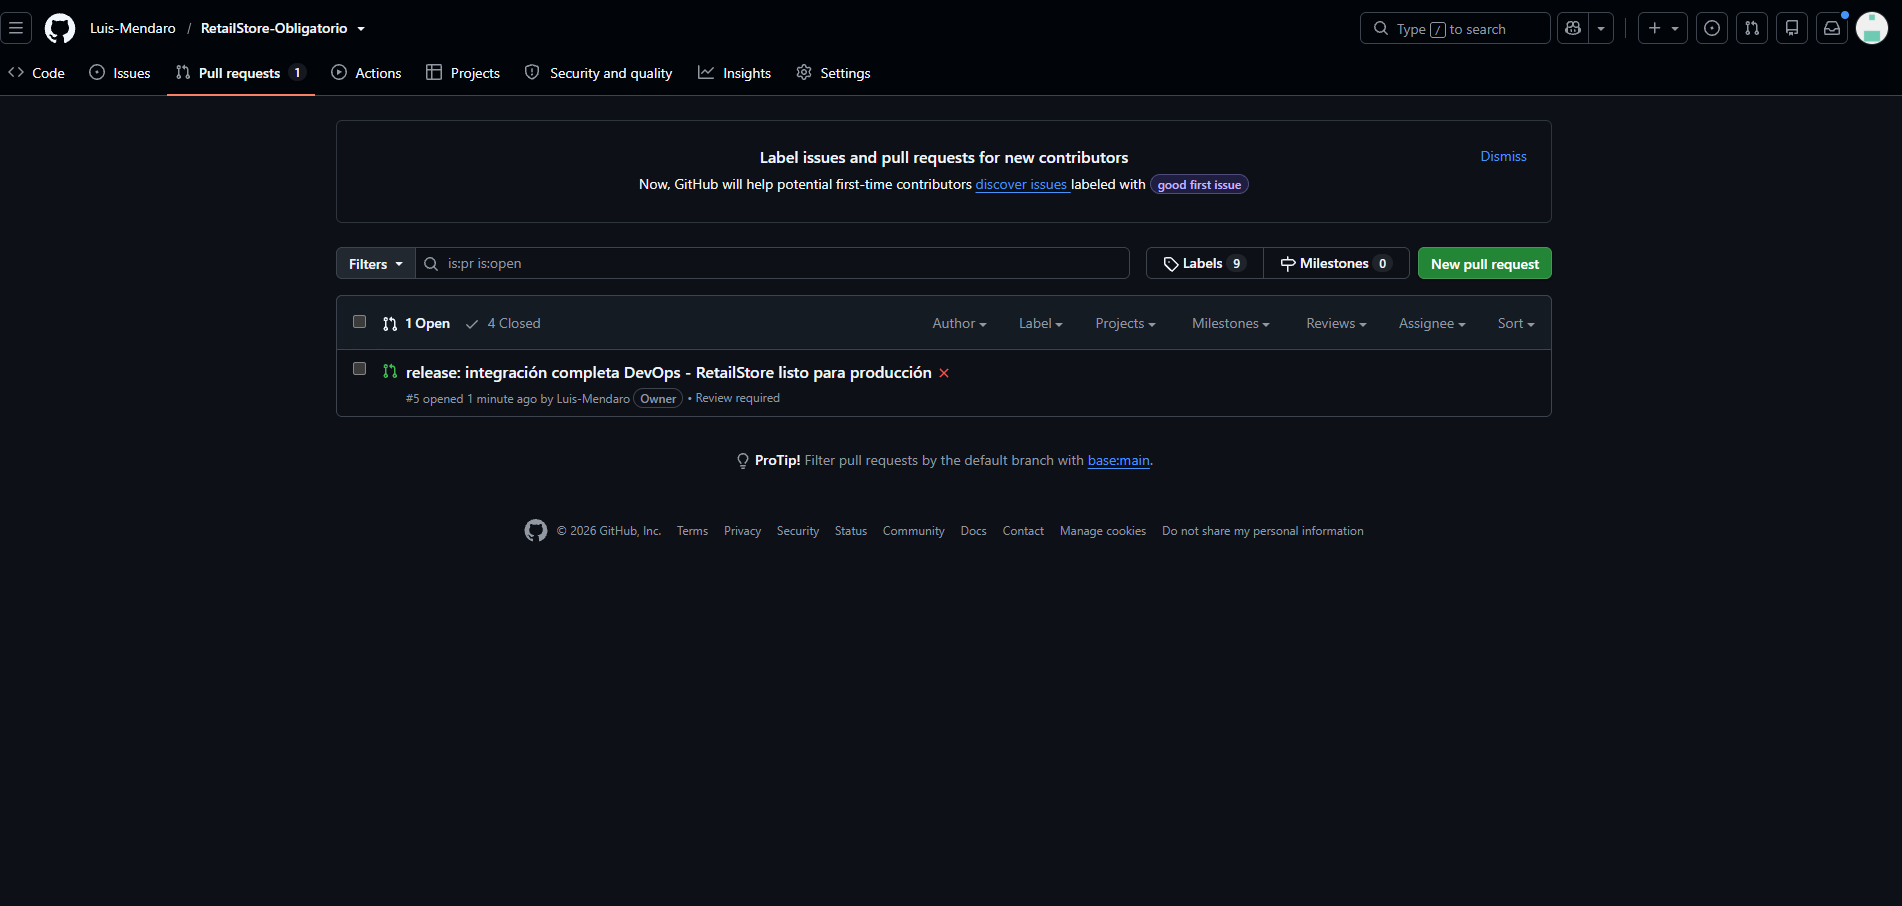 Luis-Mendaro / RetailStore-Obligatorio
Type / to search
Code Issues Pull requests 1 Actions Projects Security and quality Insights Settings
Label issues and pull requests for new contributors
Dismiss
Now, GitHub will help potential first-time contributors discover issues labeled with good first issue
Filters is:pr is:open Labels 9 Milestones 0 New pull request
1 Open 4 Closed Author Label Projects Milestones Reviews Assignee Sort
release: integración completa DevOps - RetailStore listo para producción
#5 opened 1 minute ago by Luis-Mendaro Owner • Review required
ProTip! Filter pull requests by the default branch with base:main.
© 2026 GitHub, Inc. Terms Privacy Security Status Community Docs Contact Manage cookies Do not share my personal information